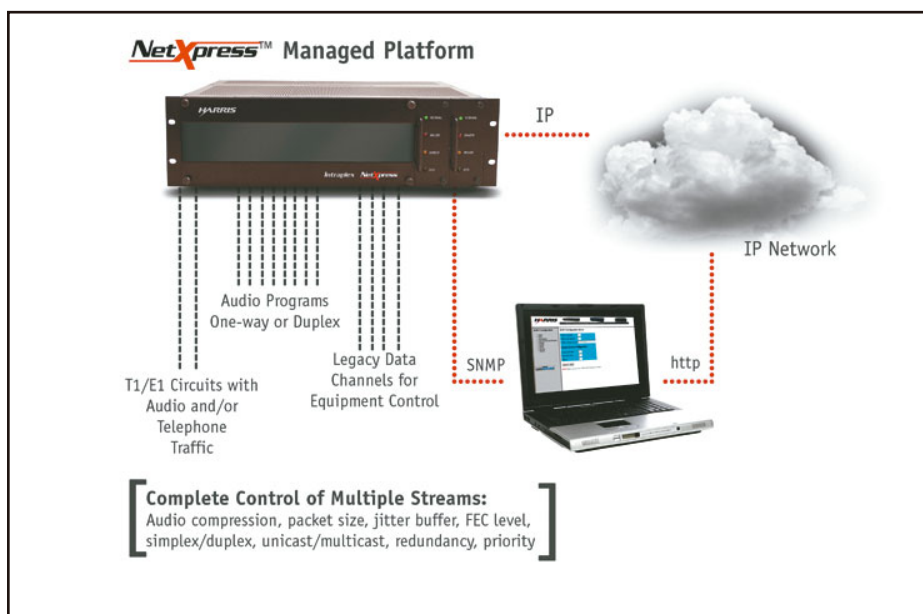 NetXpress™ Managed Platform
HARRIS
Intraplex NetXpress
IP
IP Network
Audio Programs
One-way or Duplex
Legacy Data
Channels for
Equipment Control
T1/E1 Circuits with
Audio and/or
Telephone
Traffic
SNMP
http
HARRIS
Complete Control of Multiple Streams:
Audio compression, packet size, jitter buffer, FEC level,
simplex/duplex, unicast/multicast, redundancy, priority